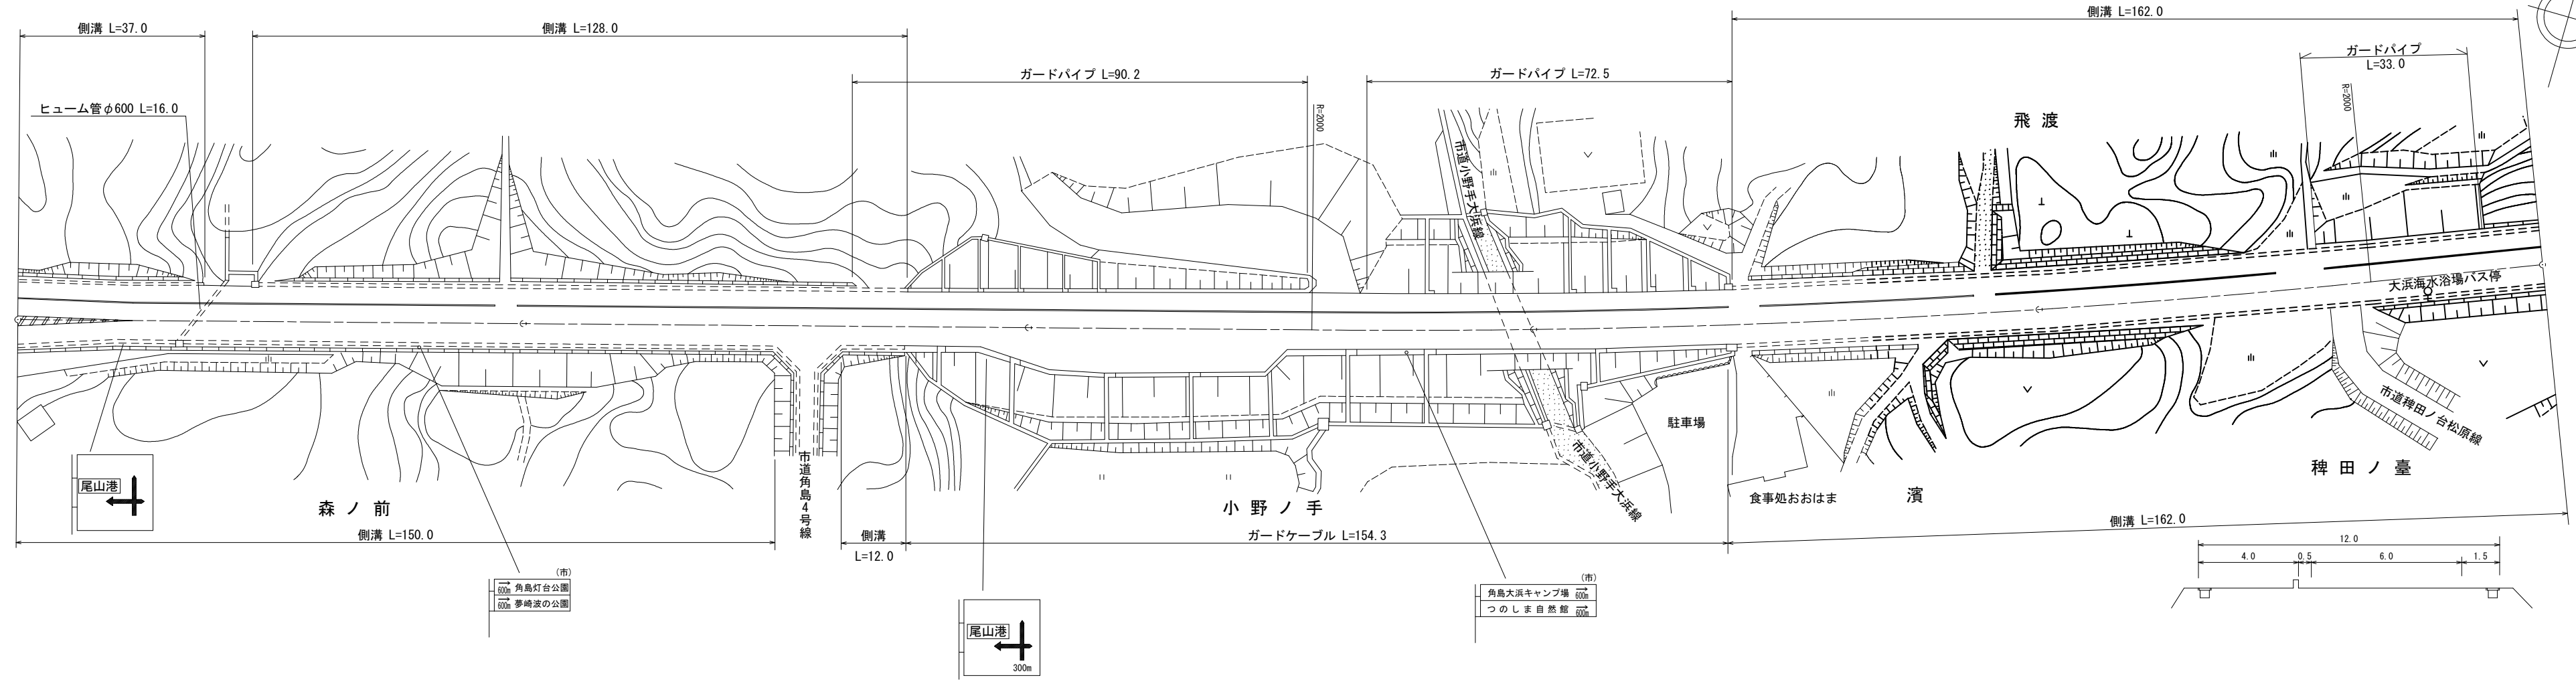 側溝 L=37.0
側溝 L=128.0
側溝 L=162.0
ガードパイプ L=90.2
ガードパイプ L=72.5
ガードパイプ
L=33.0
ヒューム管φ600 L=16.0
R=2000
R=2000
飛 渡
市道小野手大浜線
大浜海水浴場バス停
市道稗田ノ台松原線
駐車場
市道小野手大浜線
食事処おおはま
濱
稗 田 ノ 臺
尾山港
森 ノ 前
市道角島4号線
小 野 ノ 手
側溝 L=150.0
側溝
L=12.0
ガードケーブル L=154.3
側溝 L=162.0
(市)
600m 角島灯台公園
600m 夢崎波の公園
尾山港
300m
(市)
角島大浜キャンプ場 600m
つのしま自然館 600m
12.0
4.0 0.5 6.0 1.5